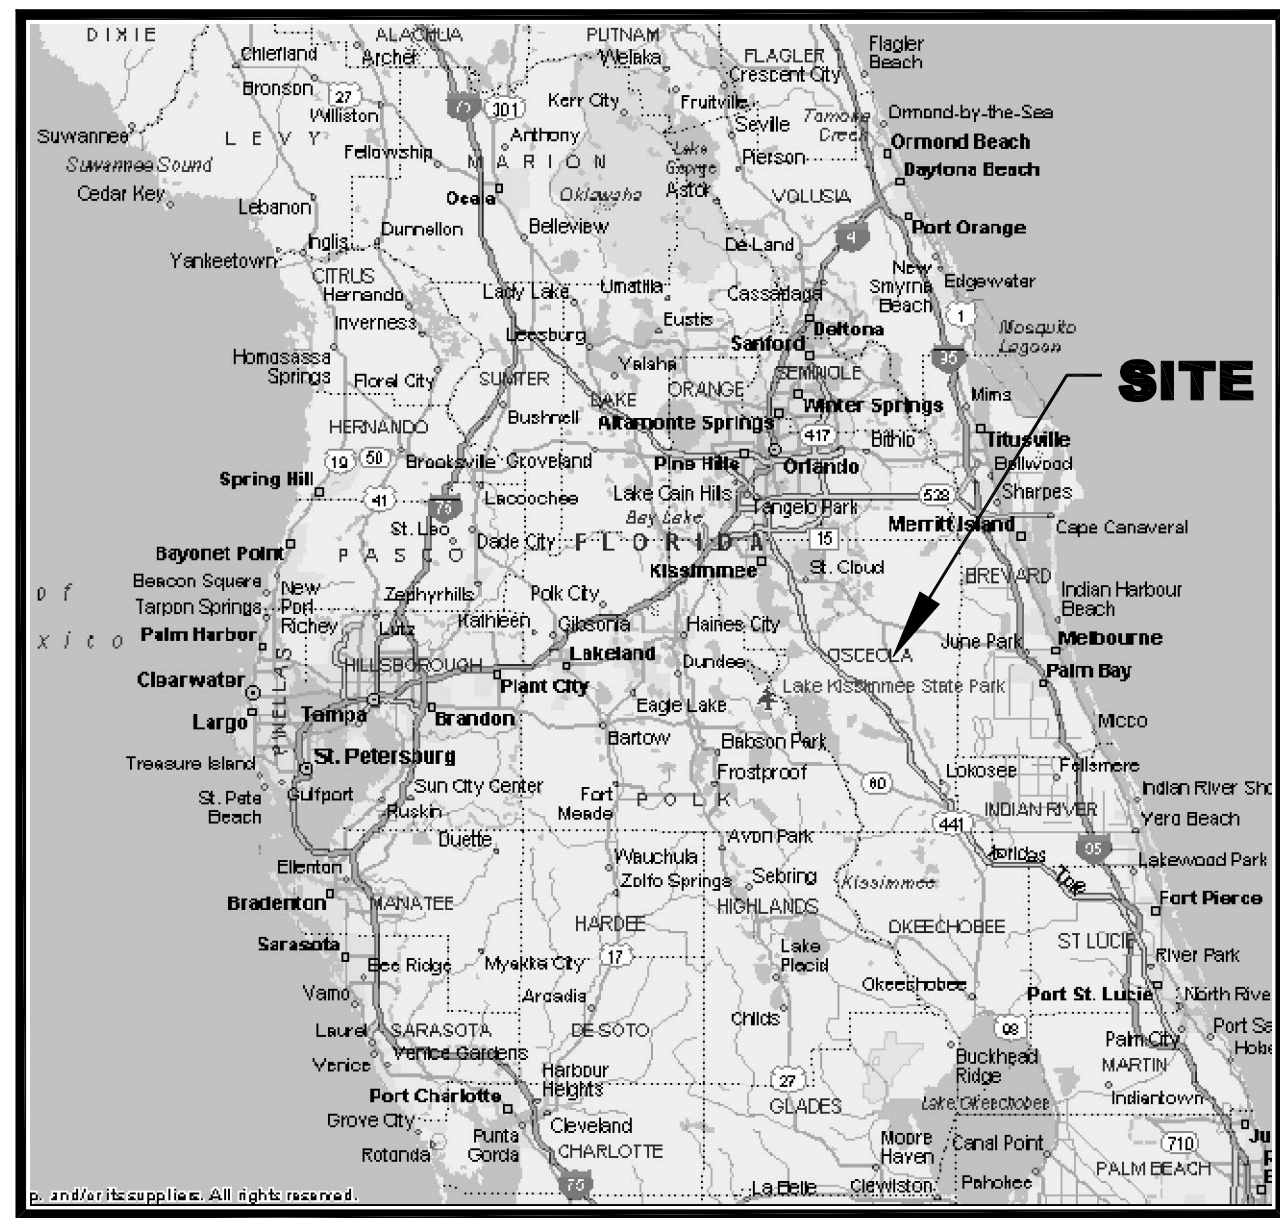 DIXIE
ALACHUA
PUTNAM
Flagler
Beach
Chiefland
Archer
Welaka
FLAGLER
Crescent City
Bronson
27
75
301
Kerr City
Fruitville
Williston
Ormond-by-the-Sea
Suwannee
LEVY
Anthony
Seville
Tomoka
Creek
Ormond Beach
Fellowship
MARION
Lake
George
Pierson
Suwannee Sound
Daytona Beach
Cedar Key
Lebanon
Ocala
Oklawaha
Astor
VOLUSIA
Inglis
Dunnellon
Belleview
De Land
4
Port Orange
Yankeetown
CITRUS
Hernando
Lady Lake
Umatilla
Cassadaga
New
Smyrna
Beach
Edgewater
Inverness
Leesburg
Eustis
Deltona
1
Mosquito
Lagoon
Homosassa
Springs
Floral City
SUMTER
Yalaha
Sanford
95
SITE
ORANGE
SEMINOLE
Mims
HERNANDO
Bushnell
LAKE
Altamonte Springs
Winter Springs
19
50
Brooksville
Groveland
Pine Hills
417
Bithlo
Titusville
Orlando
Bellwood
Spring Hill
41
75
Lacoochee
Lake Cain Hills
528
Sharpes
St. Leo
Bay Lake
Tangelo Park
Merritt Island
Cape Canaveral
Bayonet Point
PASCO
Dade City
FLORIDA
15
Kissimmee
St. Cloud
BREVARD
Beacon Square
New
Port
Richey
Zephyrhills
Polk City
Indian Harbour
Beach
o f
Tarpon Springs
x i c o
Palm Harbor
Lutz
Kathleen
Gibsonia
Haines City
June Park
Melbourne
HILLSBOROUGH
Lakeland
Dundee
OSCEOLA
Palm Bay
Clearwater
PINELLAS
Plant City
Lake Kissimmee State Park
Largo
Tampa
Brandon
Eagle Lake
Micco
Bartow
Babson Park
Treasure Island
St. Petersburg
Frostproof
60
Lokosee
Fellsmere
St. Pete
Beach
Gulfport
Sun City Center
Fort
Meade
POLK
Indian River Sho
Ruskin
INDIAN RIVER
Vero Beach
Duette
Avon Park
441
95
Ellenton
Wauchula
Lakewood Park
Zolfo Springs
Sebring
Kissimmee
Bradenton
MANATEE
HIGHLANDS
Fort Pierce
HARDEE
OKEECHOBEE
Sarasota
Lake
Placid
ST LUCIE
Bee Ridge
Myakka City
17
River Park
Vamo
Arcadia
Okeechobee
Port St. Lucie
North Rive
Childs
98
Laurel
SARASOTA
DE SOTO
Port Sa
Venice
Venice Gardens
Buckhead
Ridge
Palm City
Hobe
Harbour
Heights
27
MARTIN
Port Charlotte
GLADES
Lake Okeechobee
Indiantown
Grove City
Cleveland
Punta
Gorda
Moore
Haven
Canal Point
710
Ju
Rotonda
CHARLOTTE
PALM BEACH
75
La Belle
Clewiston
Pahokee
p. and/or its suppliers. All rights reserved.